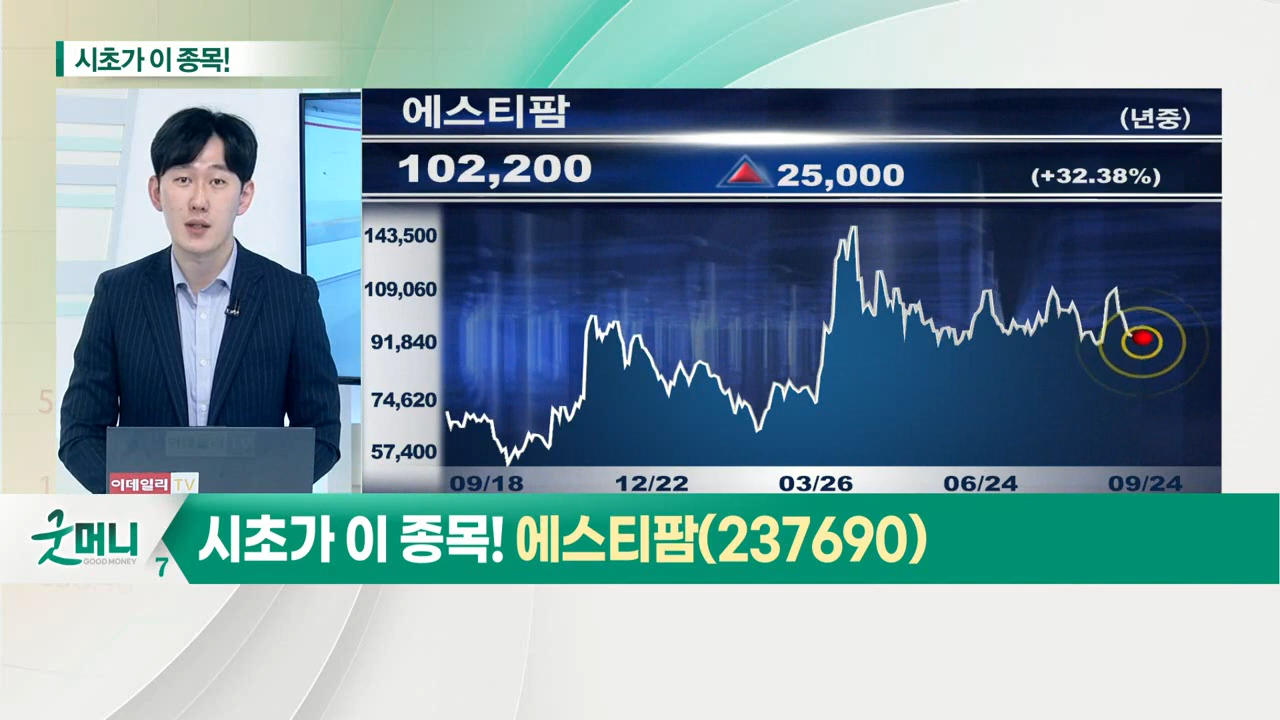 시초가 이 종목!
에스티팜
(년중)
102,200
25,000
(+32.38%)
143,500
109,060
91,840
74,620
57,400
09/18 12/22 03/26 06/24 09/24
이데일리 TV
굿머니
GOOD MONEY
7
시초가 이 종목! 에스티팜(237690)
5
1